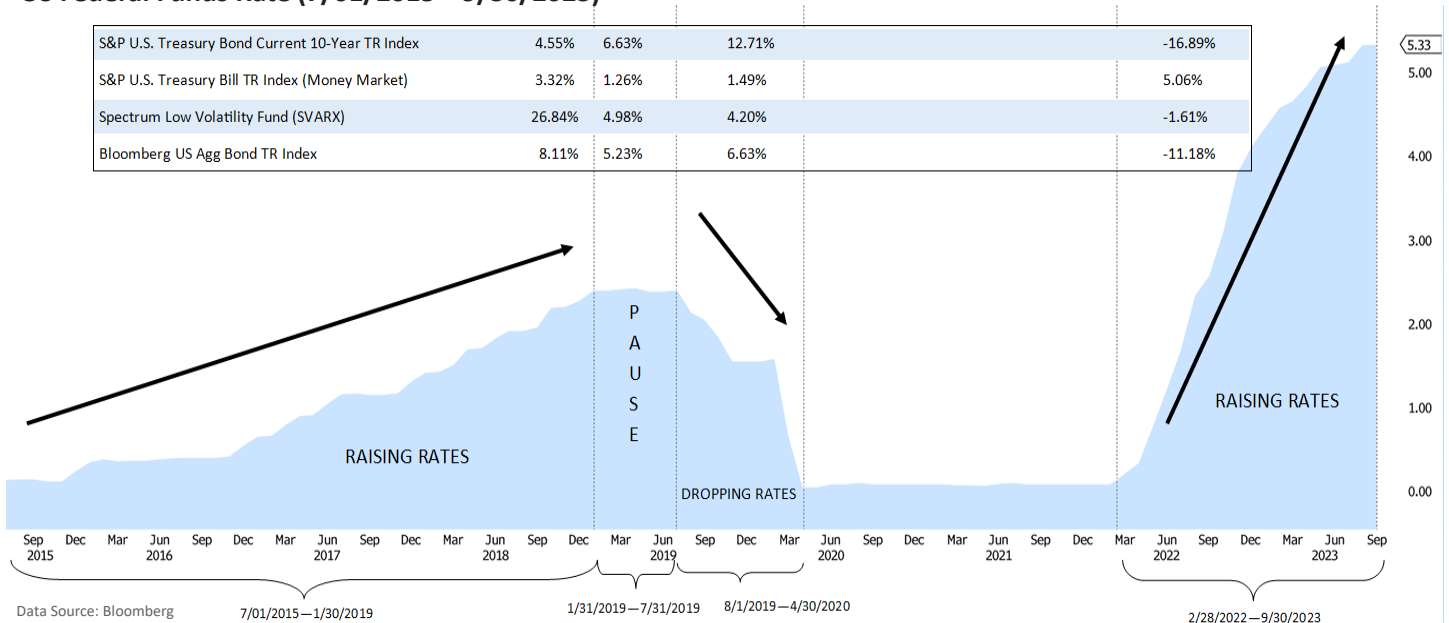 S&P U.S. Treasury Bond Current 10-Year TR Index 4.55% 6.63% 12.71% -16.89%
S&P U.S. Treasury Bill TR Index (Money Market) 3.32% 1.26% 1.49% 5.06%
Spectrum Low Volatility Fund (SVARX) 26.84% 4.98% 4.20% -1.61%
Bloomberg US Agg Bond TR Index 8.11% 5.23% 6.63% -11.18%
5.33
5.00
4.00
3.00
2.00
1.00
0.00
P
A
U
S
E
RAISING RATES
DROPPING RATES
RAISING RATES
Sep Dec Mar Jun Sep Dec Mar Jun Sep Dec Mar Jun Sep Dec Mar Jun Sep Dec Mar Jun Sep Dec Mar Jun Sep Dec Mar Jun Sep Dec Mar Jun Sep
2015 2016 2017 2018 2019 2020 2021 2022 2023
7/01/2015—1/30/2019
1/31/2019—7/31/2019
8/1/2019—4/30/2020
2/28/2022—9/30/2023
Data Source: Bloomberg